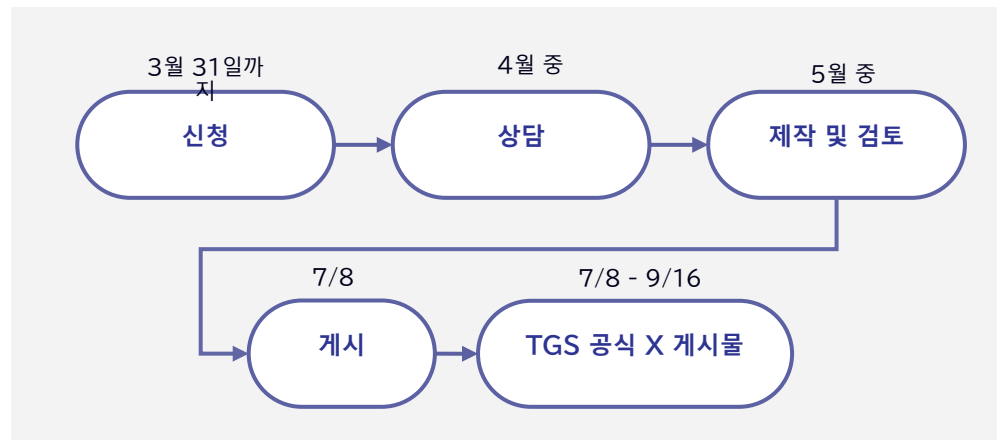 3월 31일까
지
신청
4월 중
상담
5월 중
제작 및 검토
7/8
게시
7/8 - 9/16
TGS 공식 X 게시물